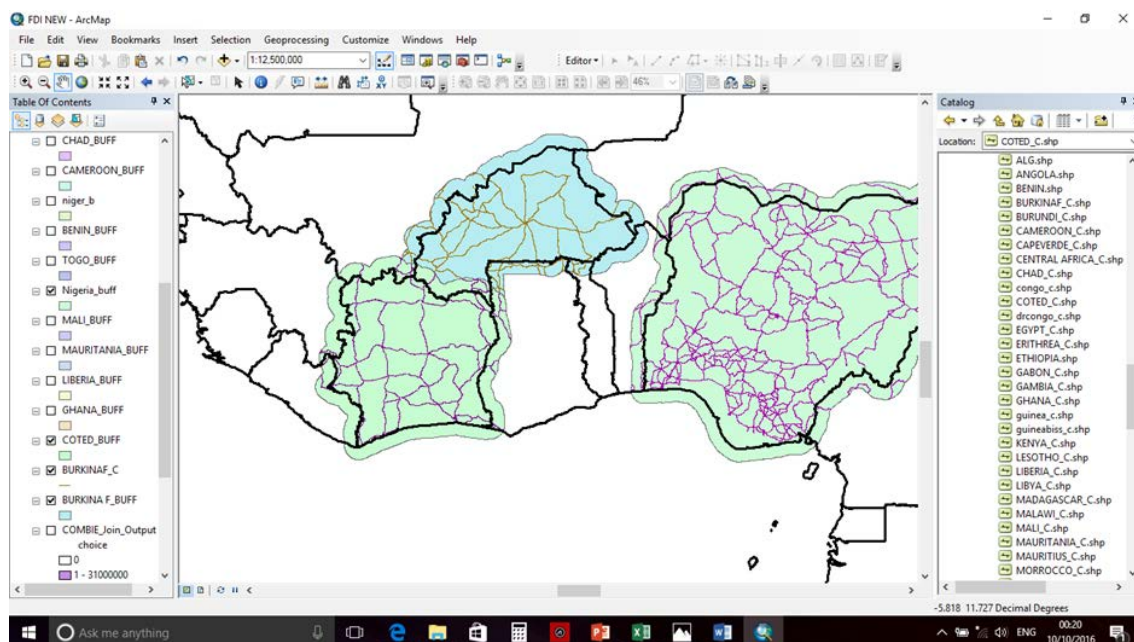 FDI NEW - ArcMap
File Edit View Bookmarks Insert Selection Geoprocessing Customize Windows Help
1:12,500,000
Editor
46%
Table Of Contents
CHAD_BUFF
CAMEROON_BUFF
niger_b
BENIN_BUFF
TOGO_BUFF
Nigeria_buff
MALI_BUFF
MAURITANIA_BUFF
LIBERIA_BUFF
GHANA_BUFF
COTED_BUFF
BURKINAF_C
BURKINA F_BUFF
COMBIE_Join_Output
choice
0
1 - 31000000
Catalog
Location: COTED_C.shp
ALG.shp
ANGOLA.shp
BENIN.shp
BURKINAF_C.shp
BURUNDI_C.shp
CAMEROON_C.shp
CAPEVERDE_C.shp
CENTRAL AFRICA_C.shp
CHAD_C.shp
congo_c.shp
COTED_C.shp
drcongo_c.shp
EGYPT_C.shp
ERITHREA_C.shp
ETHIOPIA.shp
GABON_C.shp
GAMBIA_C.shp
GHANA_C.shp
guinea_c.shp
guineabiss_c.shp
KENYA_C.shp
LESOTHO_C.shp
LIBERIA_C.shp
LIBYA_C.shp
MADAGASCAR_C.shp
MALAWI_C.shp
MALI_C.shp
MAURITANIA_C.shp
MAURITIUS_C.shp
MORROCCO_C.shp
-5.818 11.727 Decimal Degrees
Ask me anything
ENG
00:20
10/10/2016